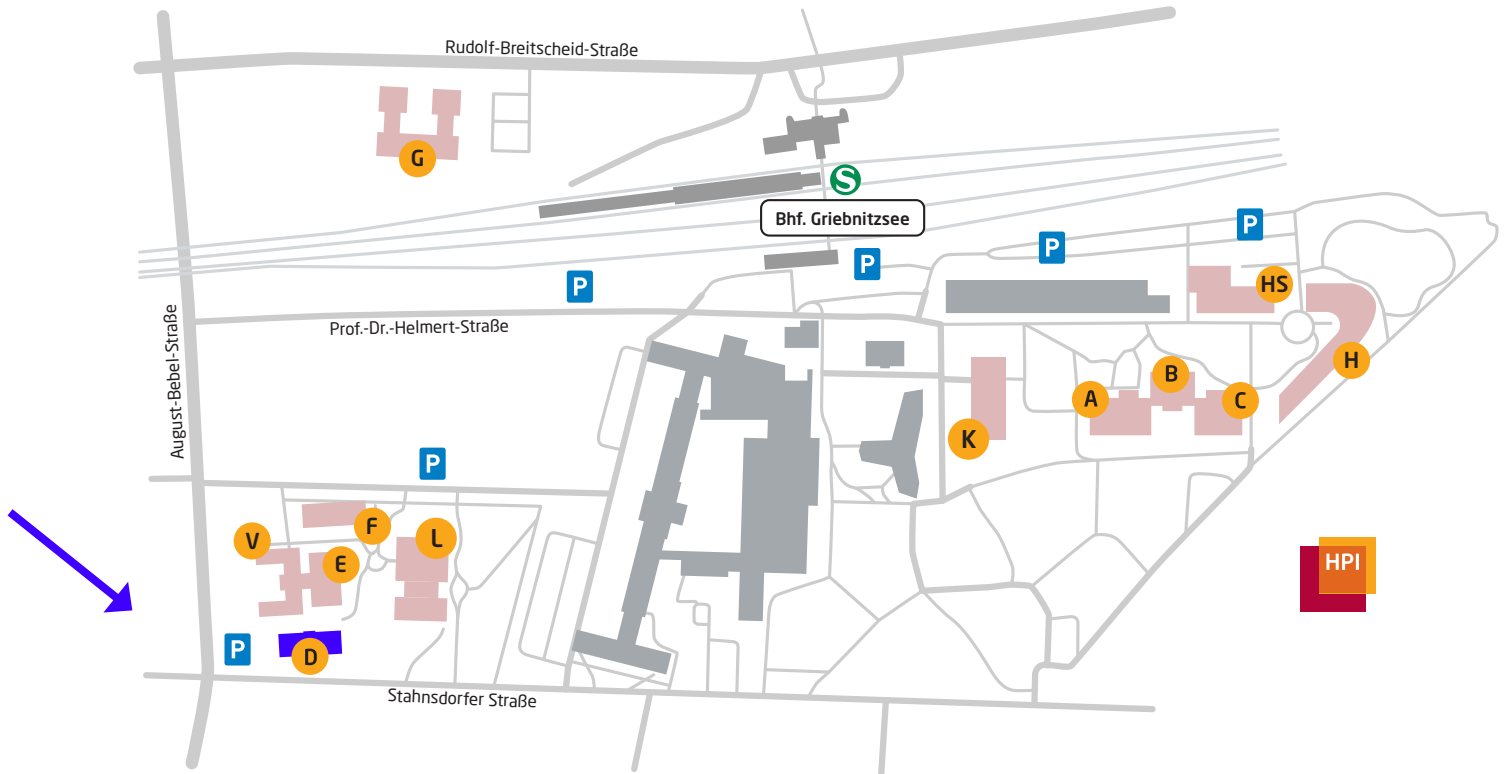 Rudolf-Breitscheid-Straße
G
S
Bhf. Griebnitzsee
P
P
P
P
HS
August-Bebel-Straße
Prof.-Dr.-Helmert-Straße
H
B
A
C
K
P
F
V
L
E
HPI
P
D
Stahnsdorfer Straße